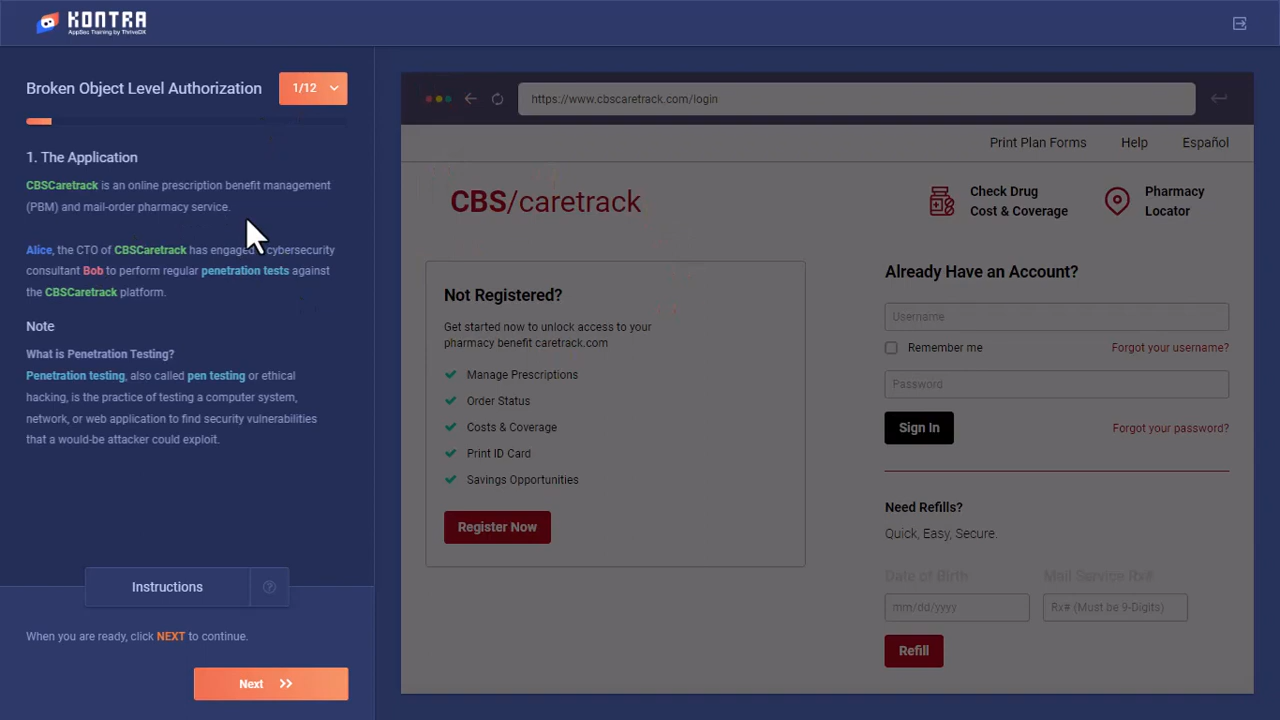 KONTRA
AppSec Training by ThriveDX
Broken Object Level Authorization
1/12
1. The Application
CBSCaretrack is an online prescription benefit management
(PBM) and mail-order pharmacy service.
Alice, the CTO of CBSCaretrack has engaged cybersecurity
consultant Bob to perform regular penetration tests against
the CBSCaretrack platform.
Note
What is Penetration Testing?
Penetration testing, also called pen testing or ethical
hacking, is the practice of testing a computer system,
network, or web application to find security vulnerabilities
that a would-be attacker could exploit.
Instructions
When you are ready, click NEXT to continue.
Next
https://www.cbscaretrack.com/login
Print Plan Forms
Help
Español
CBS/caretrack
Check Drug
Cost & Coverage
Pharmacy
Locator
Not Registered?
Get started now to unlock access to your
pharmacy benefit caretrack.com
Manage Prescriptions
Order Status
Costs & Coverage
Print ID Card
Savings Opportunities
Register Now
Already Have an Account?
Username
Remember me
Forgot your username?
Password
Sign In
Forgot your password?
Need Refills?
Quick, Easy, Secure.
Date of Birth
Mail Service Rx#
mm/dd/yyyy
Rx# (Must be 9-Digits)
Refill